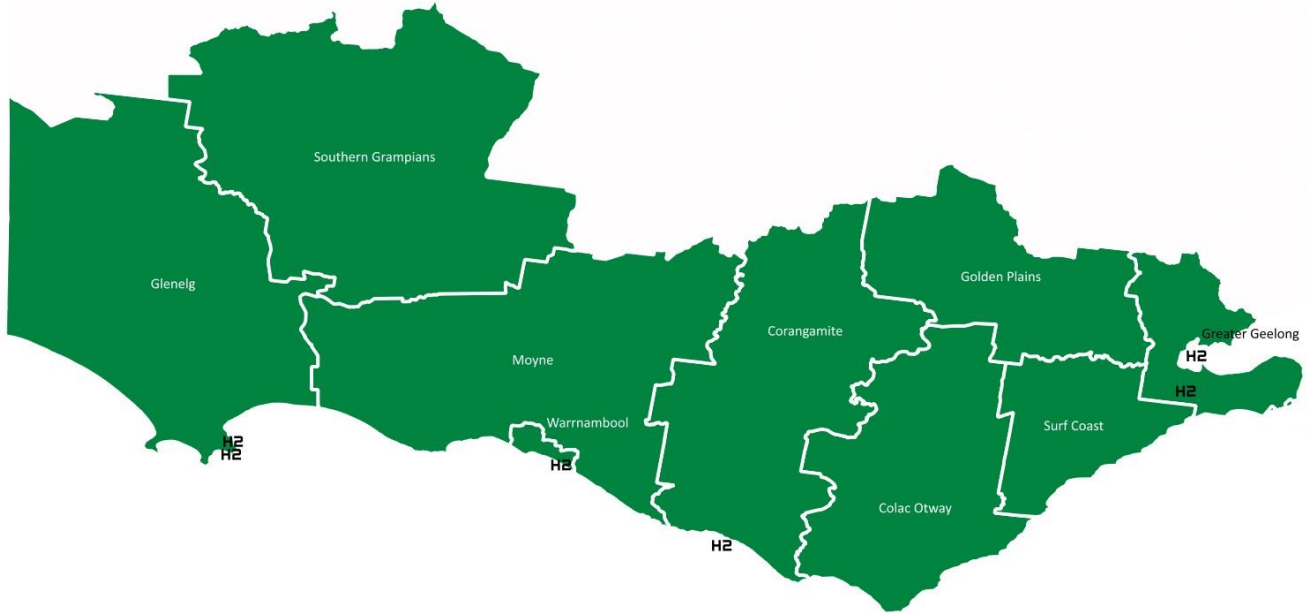 Southern Grampians
Glenelg
Golden Plains
Greater Geelong
Corangamite
H2
Moyne
H2
Warrnambool
Surf Coast
H2
H2
H2
Colac Otway
H2